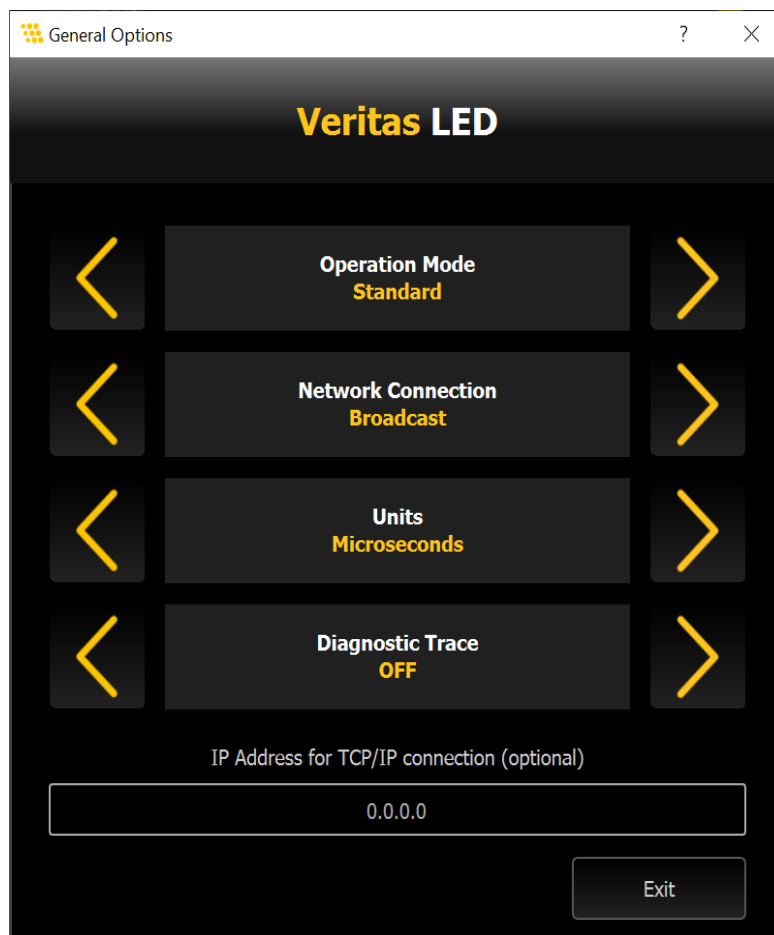 General Options
?
Veritas LED
Operation Mode
Standard
Network Connection
Broadcast
Units
Microseconds
Diagnostic Trace
OFF
IP Address for TCP/IP connection (optional)
0.0.0.0
Exit